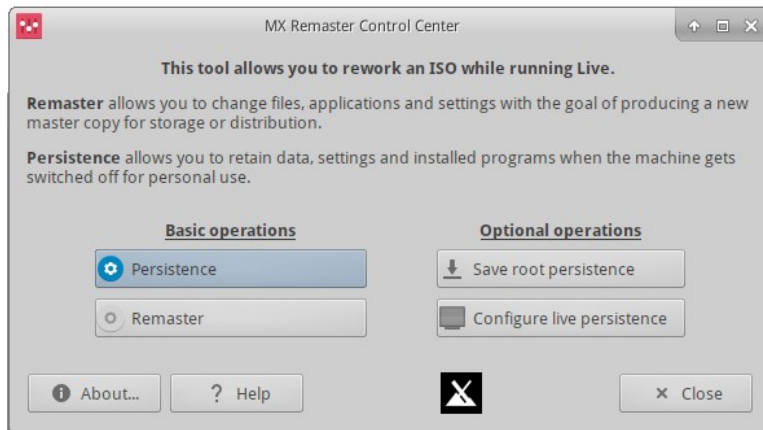 MX Remaster Control Center
This tool allows you to rework an ISO while running Live.
Remaster allows you to change files, applications and settings with the goal of producing a new
master copy for storage or distribution.
Persistence allows you to retain data, settings and installed programs when the machine gets
switched off for personal use.
Basic operations
Optional operations
Persistence
Save root persistence
Remaster
Configure live persistence
About...
? Help
Close